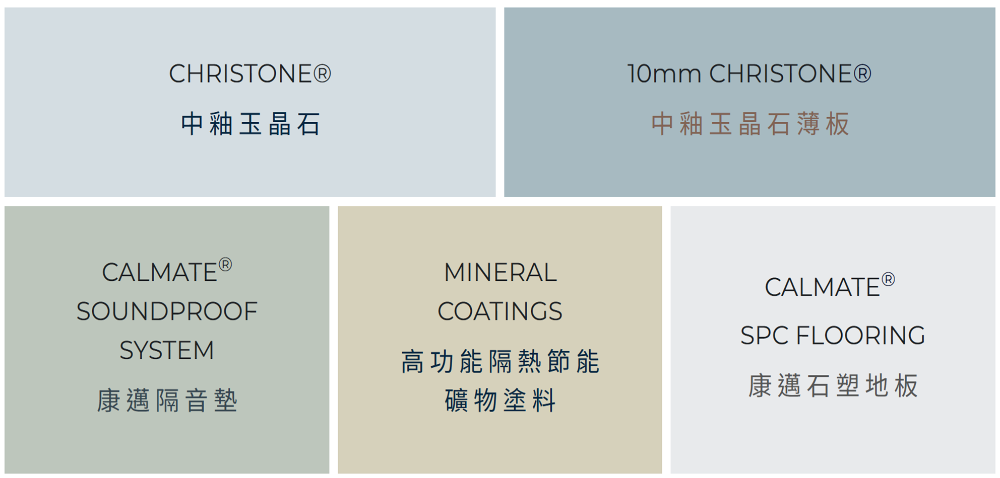 CHRISTONE®
中釉玉晶石
10mm CHRISTONE®
中釉玉晶石薄板
CALMATE®
SOUNDPROOF
SYSTEM
康邁隔音墊
MINERAL
COATINGS
高功能隔熱節能
礦物塗料
CALMATE®
SPC FLOORING
康邁石塑地板